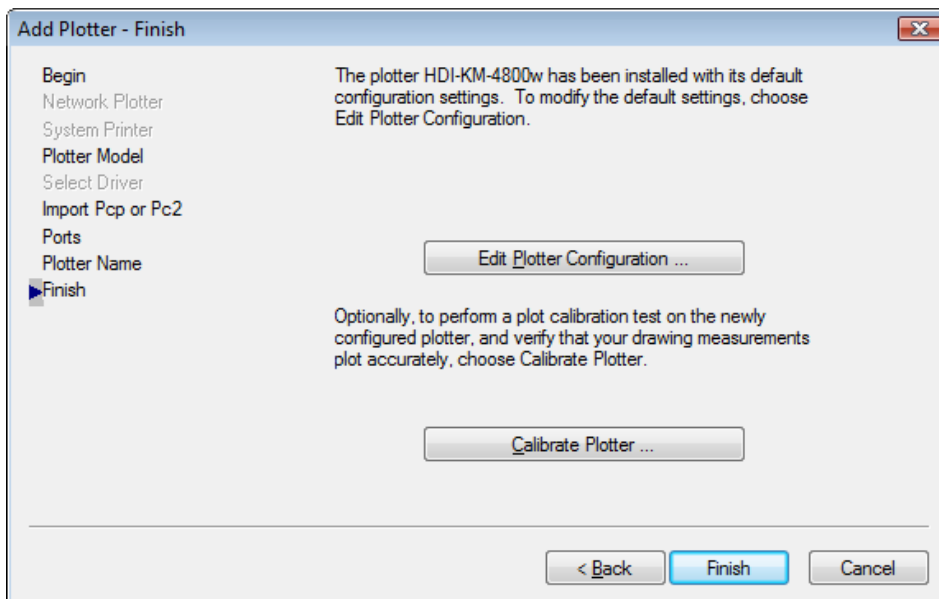 Add Plotter - Finish
Begin
Network Plotter
System Printer
Plotter Model
Select Driver
Import Pcp or Pc2
Ports
Plotter Name
Finish
The plotter HDI-KM-4800w has been installed with its default
configuration settings.  To modify the default settings, choose
Edit Plotter Configuration.
Edit Plotter Configuration ...
Optionally, to perform a plot calibration test on the newly
configured plotter, and verify that your drawing measurements
plot accurately, choose Calibrate Plotter.
Calibrate Plotter ...
< Back
Finish
Cancel